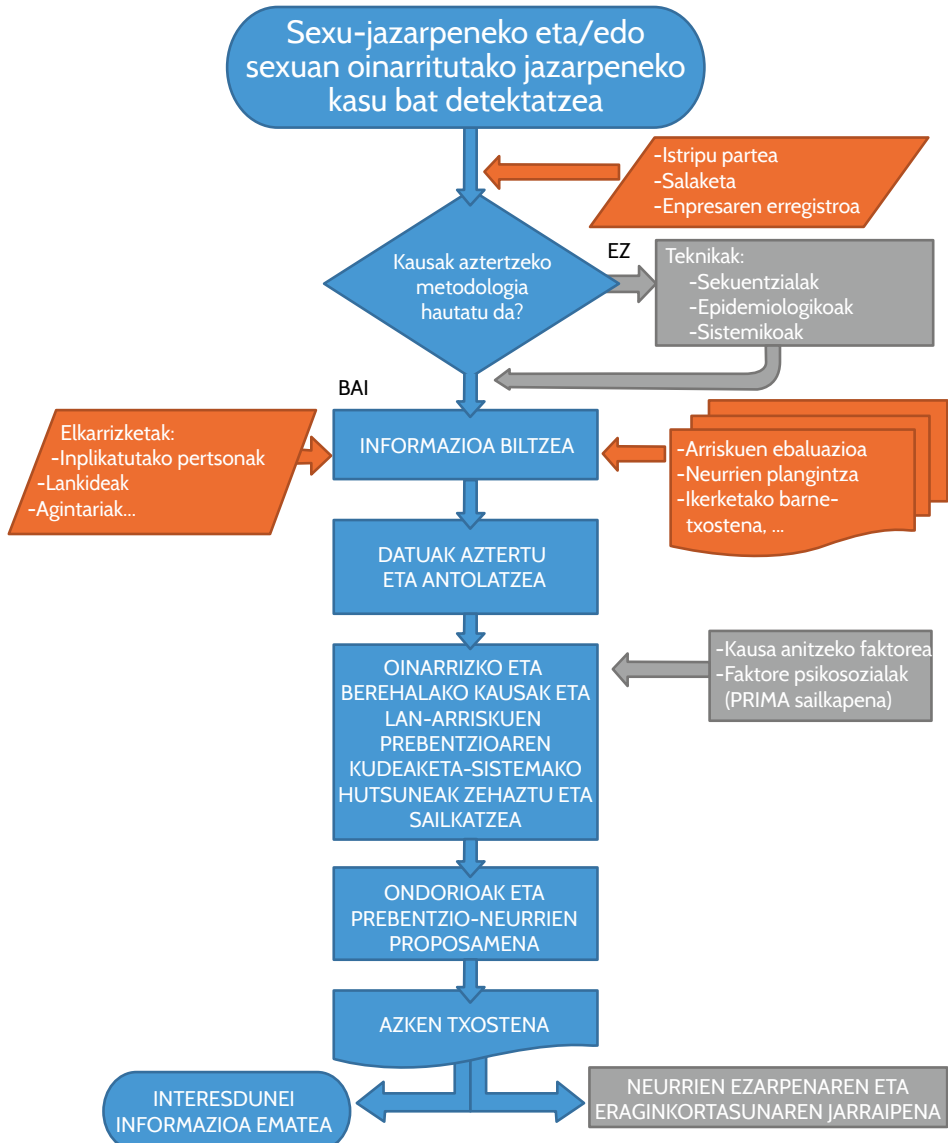 Sexu-jazarpeneko eta/edo
sexuan oinarritutako jazarpeneko
kasu bat detektatzea
-Istripu partea
-Salaketa
-Enpresaren erregistroa
Kausak aztertzeko
metodologia
hautatu da?
EZ
Teknikak:
-Sekuentzialak
-Epidemiologikoak
-Sistemikoak
BAI
Elkarrizketak:
-Inplikatutako pertsonak
-Lankideak
-Agintariak...
INFORMAZIOA BILTZEA
-Arriskuen ebaluazioa
-Neurrien plangintza
-Ikerketako barne-
txostena, ...
DATUAK AZTERTU
ETA ANTOLATZEA
OINARRIZKO ETA
BEREHALAKO KAUSAK ETA
LAN-ARRISKUEN
PREBENTZIOAREN
KUDEAKETA-SISTEMAKO
HUTSUNEAK ZEHAZTU ETA
SAILKATZEA
-Kausa anitzeko faktorea
-Faktore psikosozialak
(PRIMA sailkapena)
ONDORIOAK ETA
PREBENTZIO-NEURRIEN
PROPOSAMENA
AZKEN TXOSTENA
INTERESDUNEI
INFORMAZIOA EMATEA
NEURRIEN EZARPENAREN ETA
ERAGINKORTASUNAREN JARRAIPENA